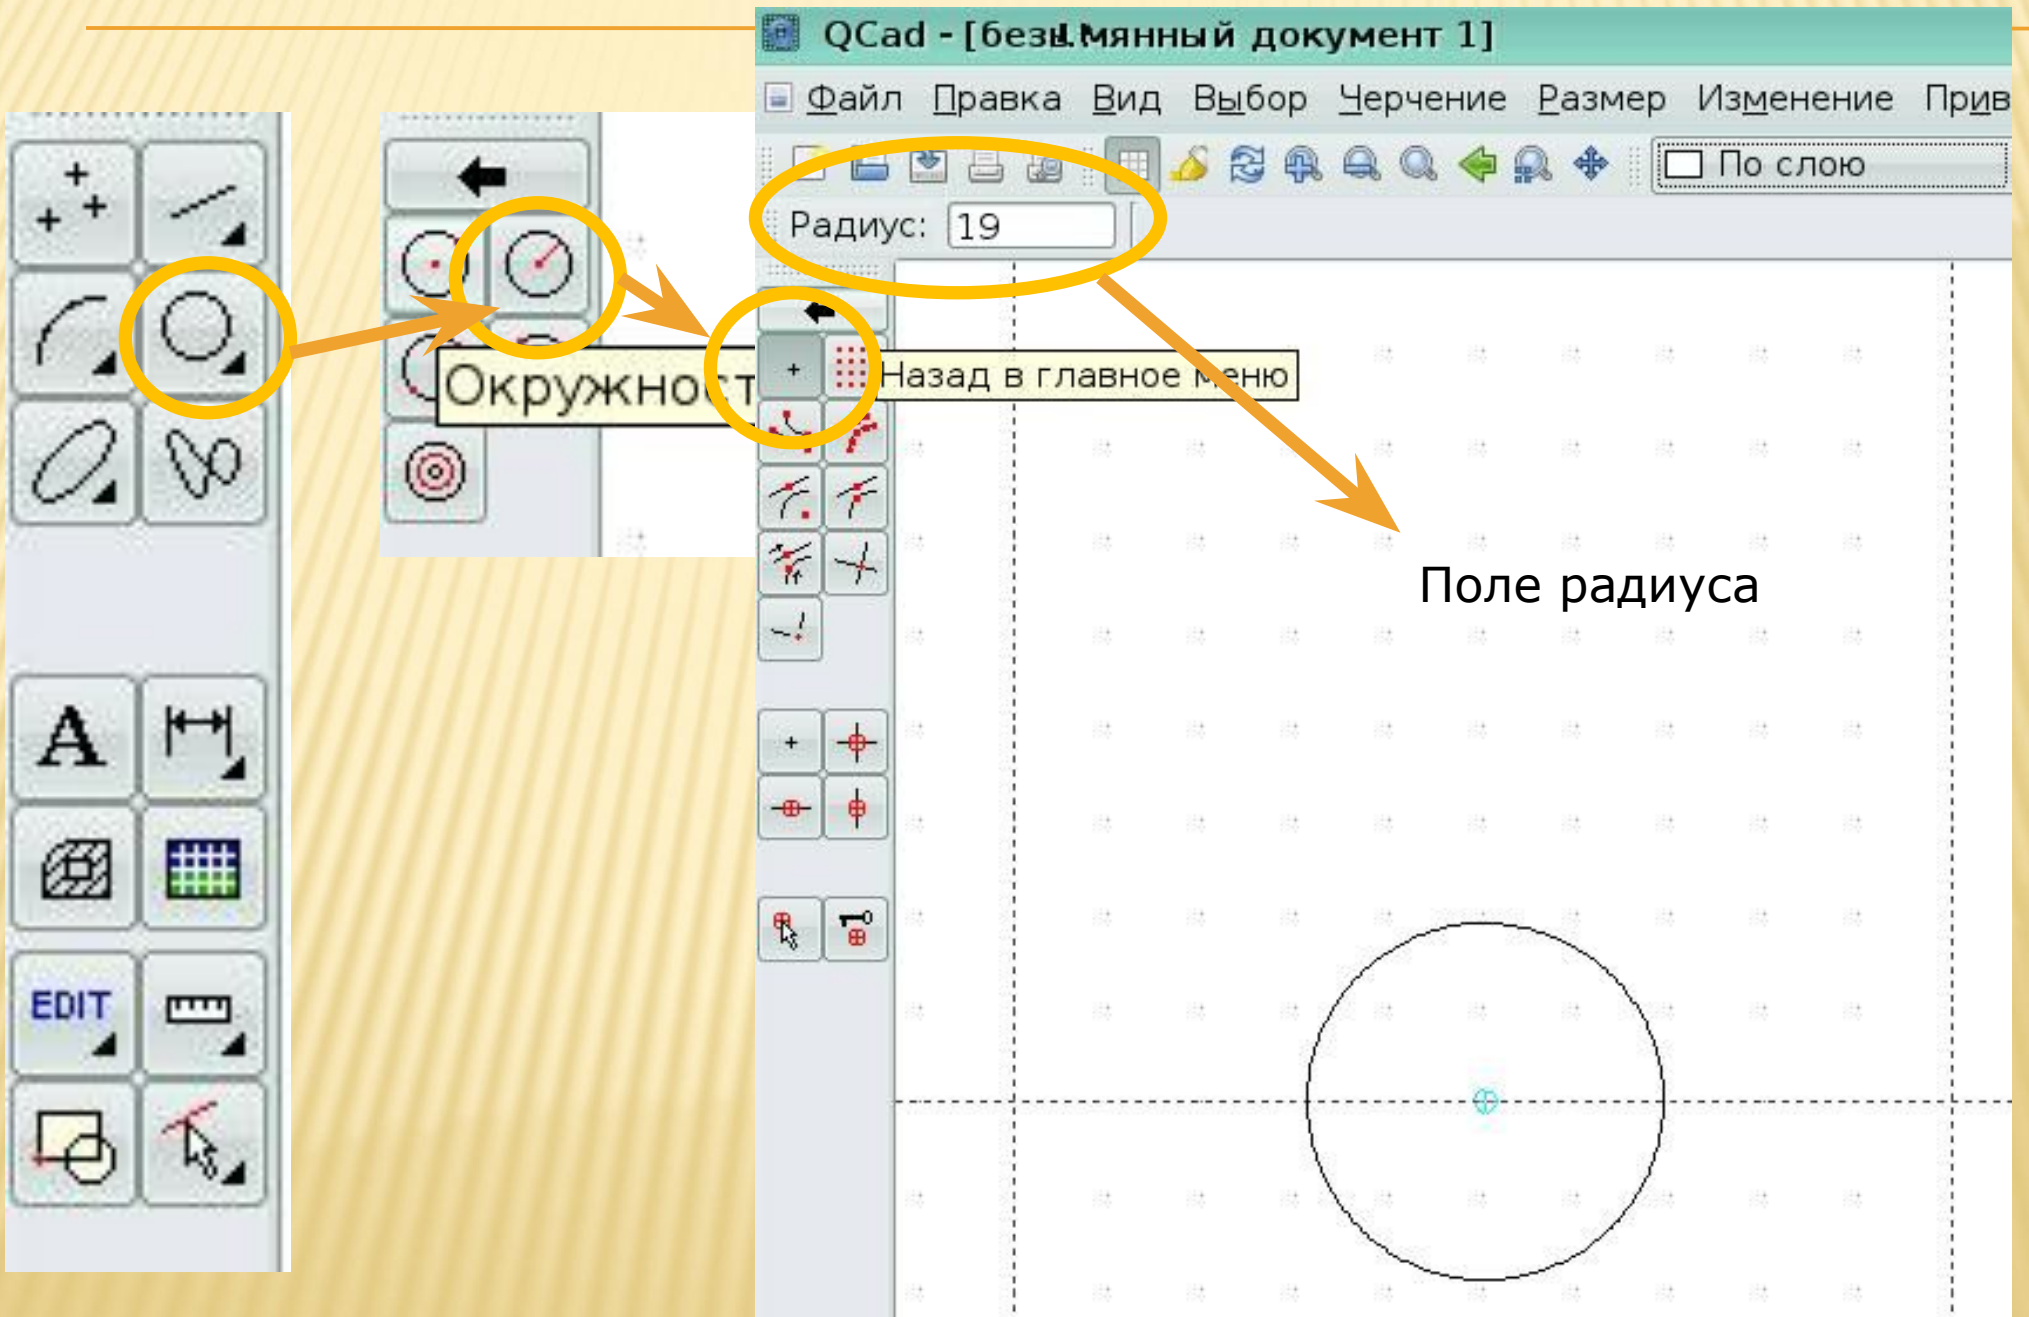 QCad - [безымянный документ 1]
Файл Правка Вид Выбор Черчение Размер Изменение Прив
По слою
Радиус: 19
Окружност
Назад в главное меню
Поле радиуса
A
EDIT